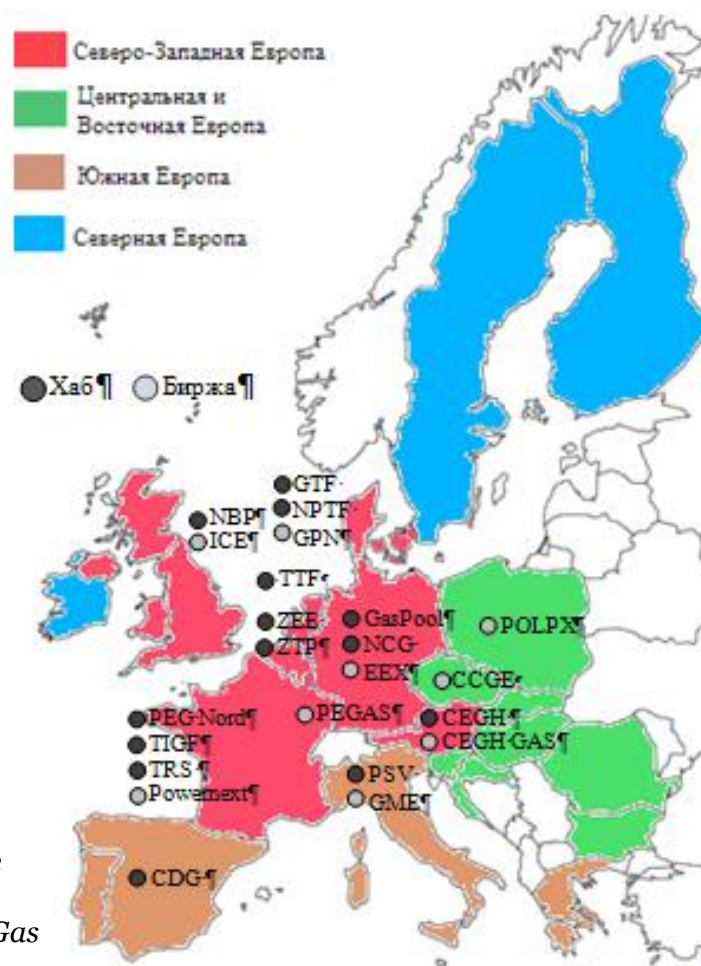 Северо-Западная Европа
Центральная и
Восточная Европа
Южная Европа
Северная Европа
Хаб¶ Биржа¶
GTF·
NPTF·
GPN¶
NBP¶
ICE¶
TTF·
ZEE·
ZTP¶
GasPool¶
NCG·
EEX¶
POLPX¶
CCGE·
PEG·Nord¶
TIGF¶
TRS·¶
Powernext¶
PEGAS¶
CEGH·¶
CEGH·GAS¶
PSV·
GME¶
CDG·¶
Gas